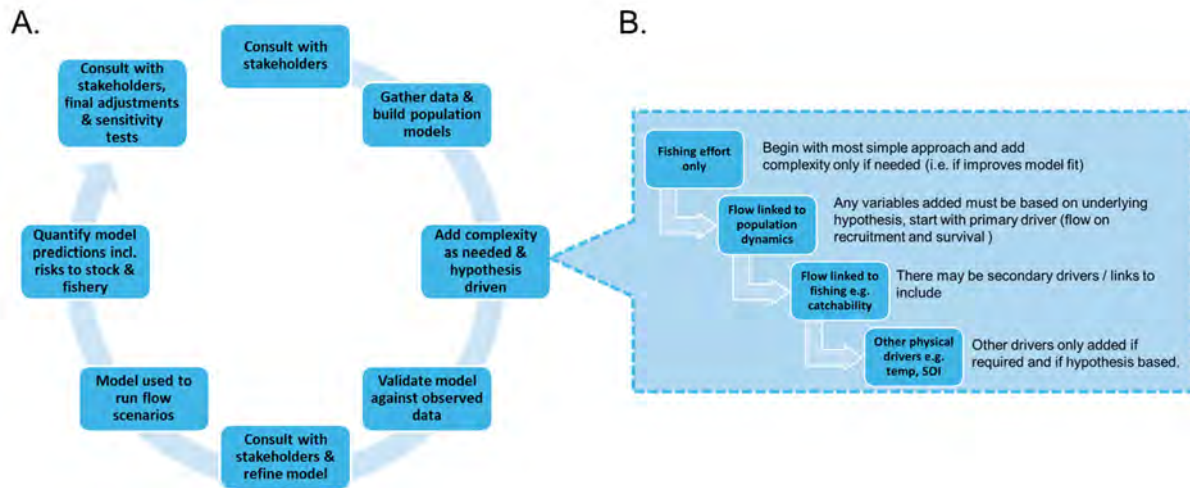 A.
Consult with
stakeholders
Gather data &
build population
models
Add complexity
as needed &
hypothesis
driven
Validate model
against observed
data
Consult with
stakeholders &
refine model
Model used to
run flow
scenarios
Quantify model
predictions incl.
risks to stock &
fishery
Consult with
stakeholders,
final adjustments
& sensitivity
tests
B.
Fishing effort
only
Begin with most simple approach and add
complexity only if needed (i.e. if improves model fit)
Flow linked to
population
dynamics
Any variables added must be based on underlying
hypothesis, start with primary driver (flow on
recruitment and survival )
Flow linked to
fishing e.g.
catchability
There may be secondary drivers / links to
include
Other physical
drivers e.g.
temp, SOI
Other drivers only added if
required and if hypothesis based.